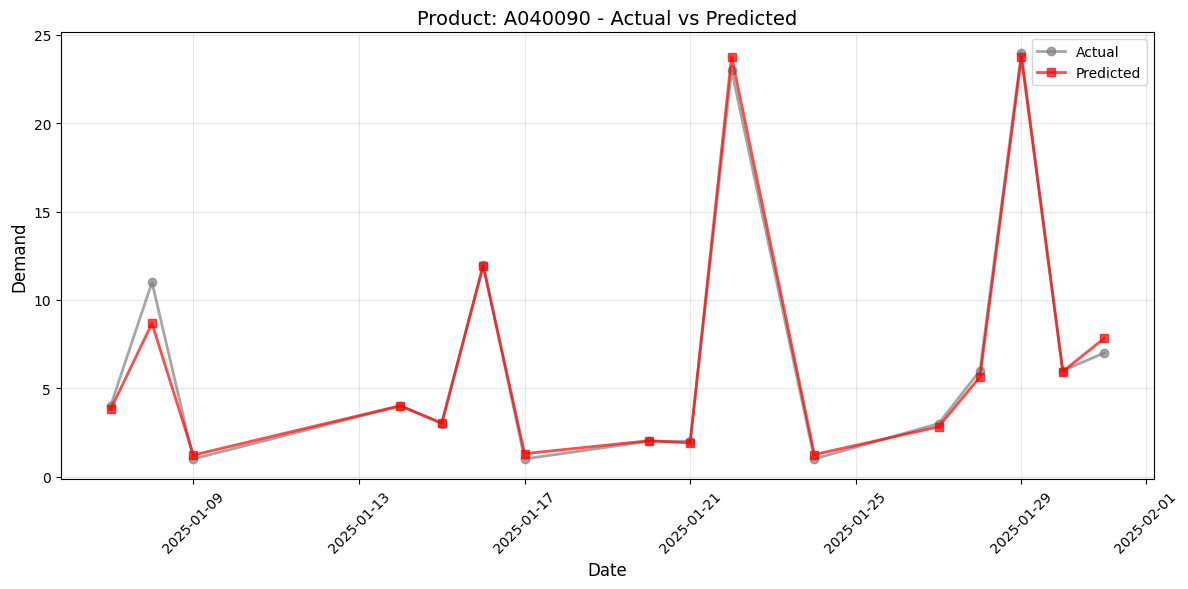 Product: A040090 - Actual vs Predicted
Actual
Predicted
Demand
25
20
15
10
5
0
2025-01-09
2025-01-13
2025-01-17
2025-01-21
2025-01-25
2025-01-29
2025-02-01
Date